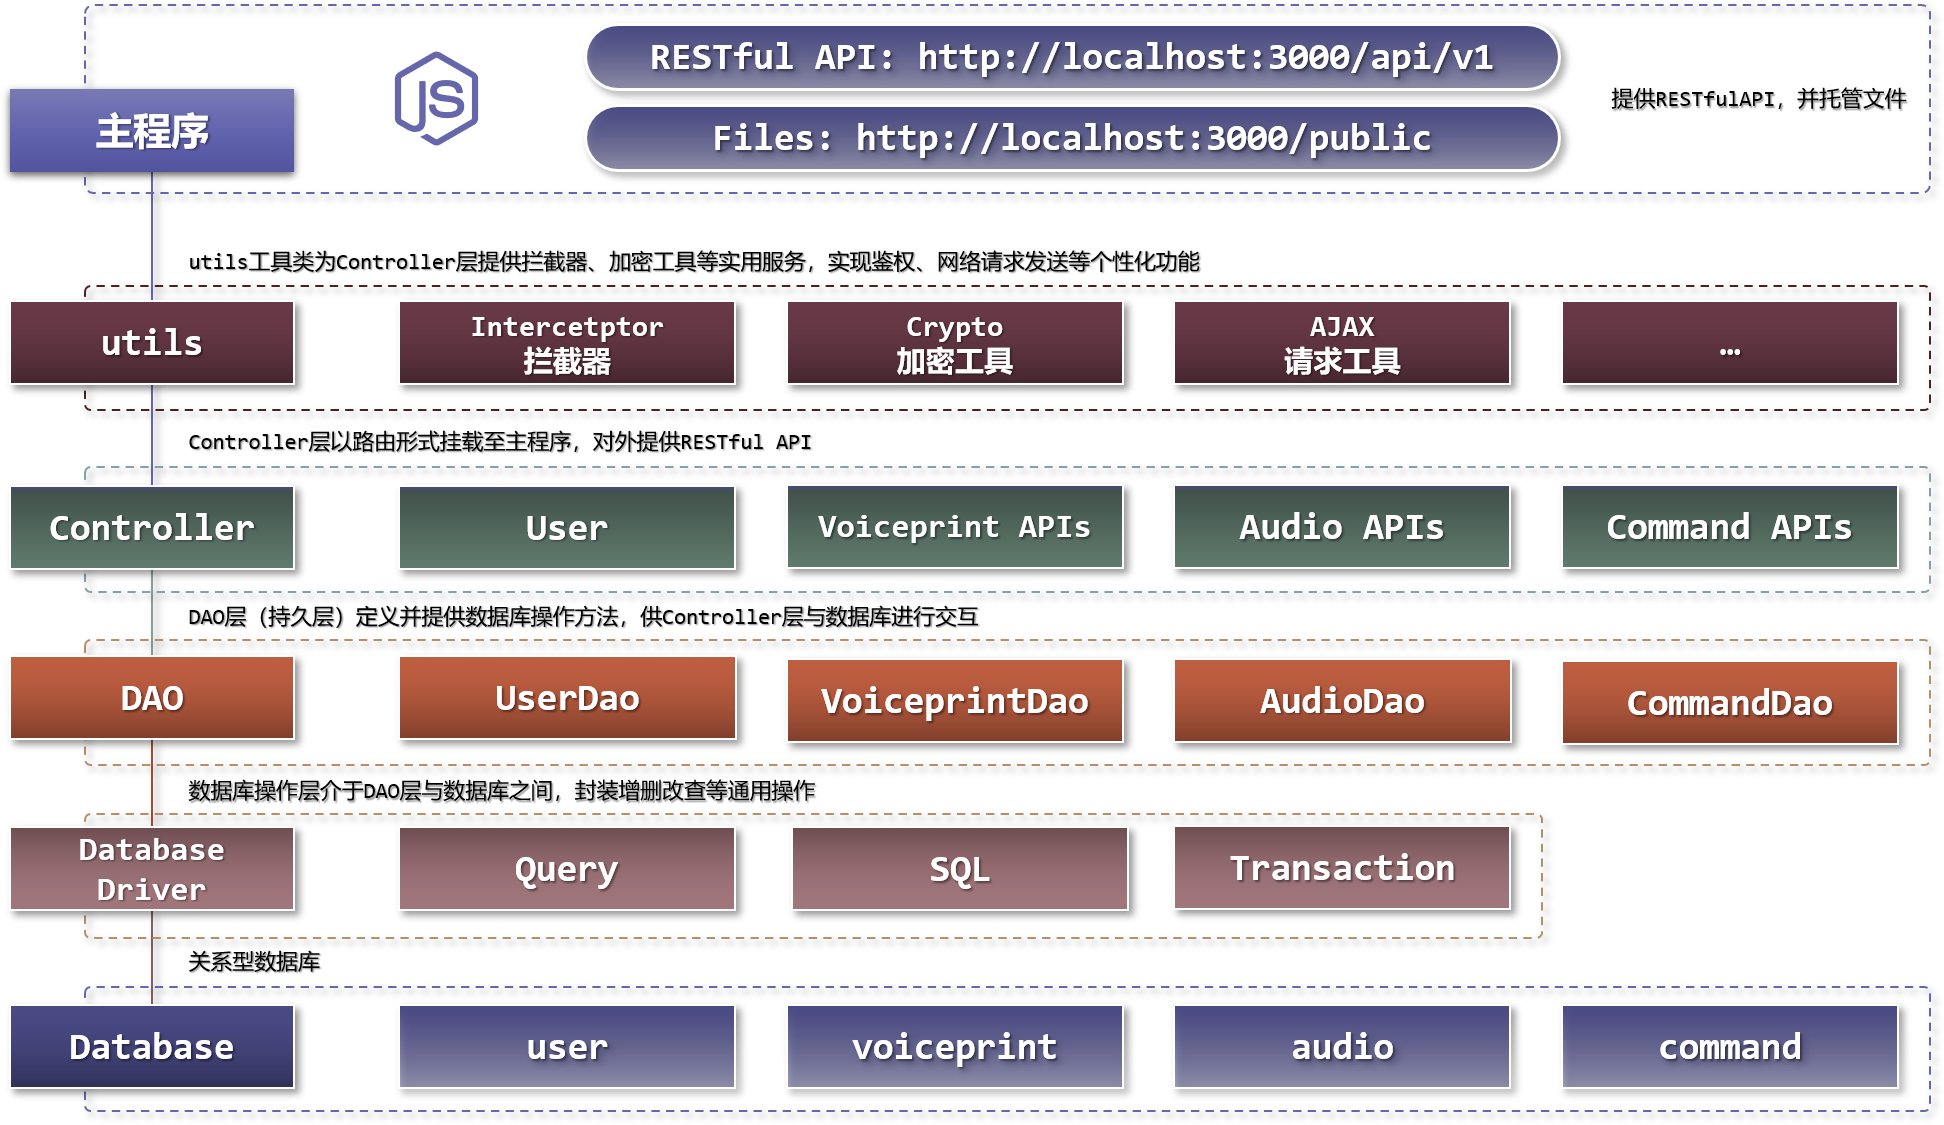 RESTful API: http://localhost:3000/api/v1
提供RESTfulAPI，并托管文件
主程序
JS
Files: http://localhost:3000/public
utils工具类为Controller层提供拦截器、加密工具等实用服务，实现鉴权、网络请求发送等个性化功能
utils
Intercetptor
拦截器
Crypto
加密工具
AJAX
请求工具
…
Controller层以路由形式挂载至主程序，对外提供RESTful API
Controller
User
Voiceprint APIs
Audio APIs
Command APIs
DAO层（持久层）定义并提供数据库操作方法，供Controller层与数据库进行交互
DAO
UserDao
VoiceprintDao
AudioDao
CommandDao
数据库操作层介于DAO层与数据库之间，封装增删改查等通用操作
Database
Driver
Query
SQL
Transaction
关系型数据库
Database
user
voiceprint
audio
command